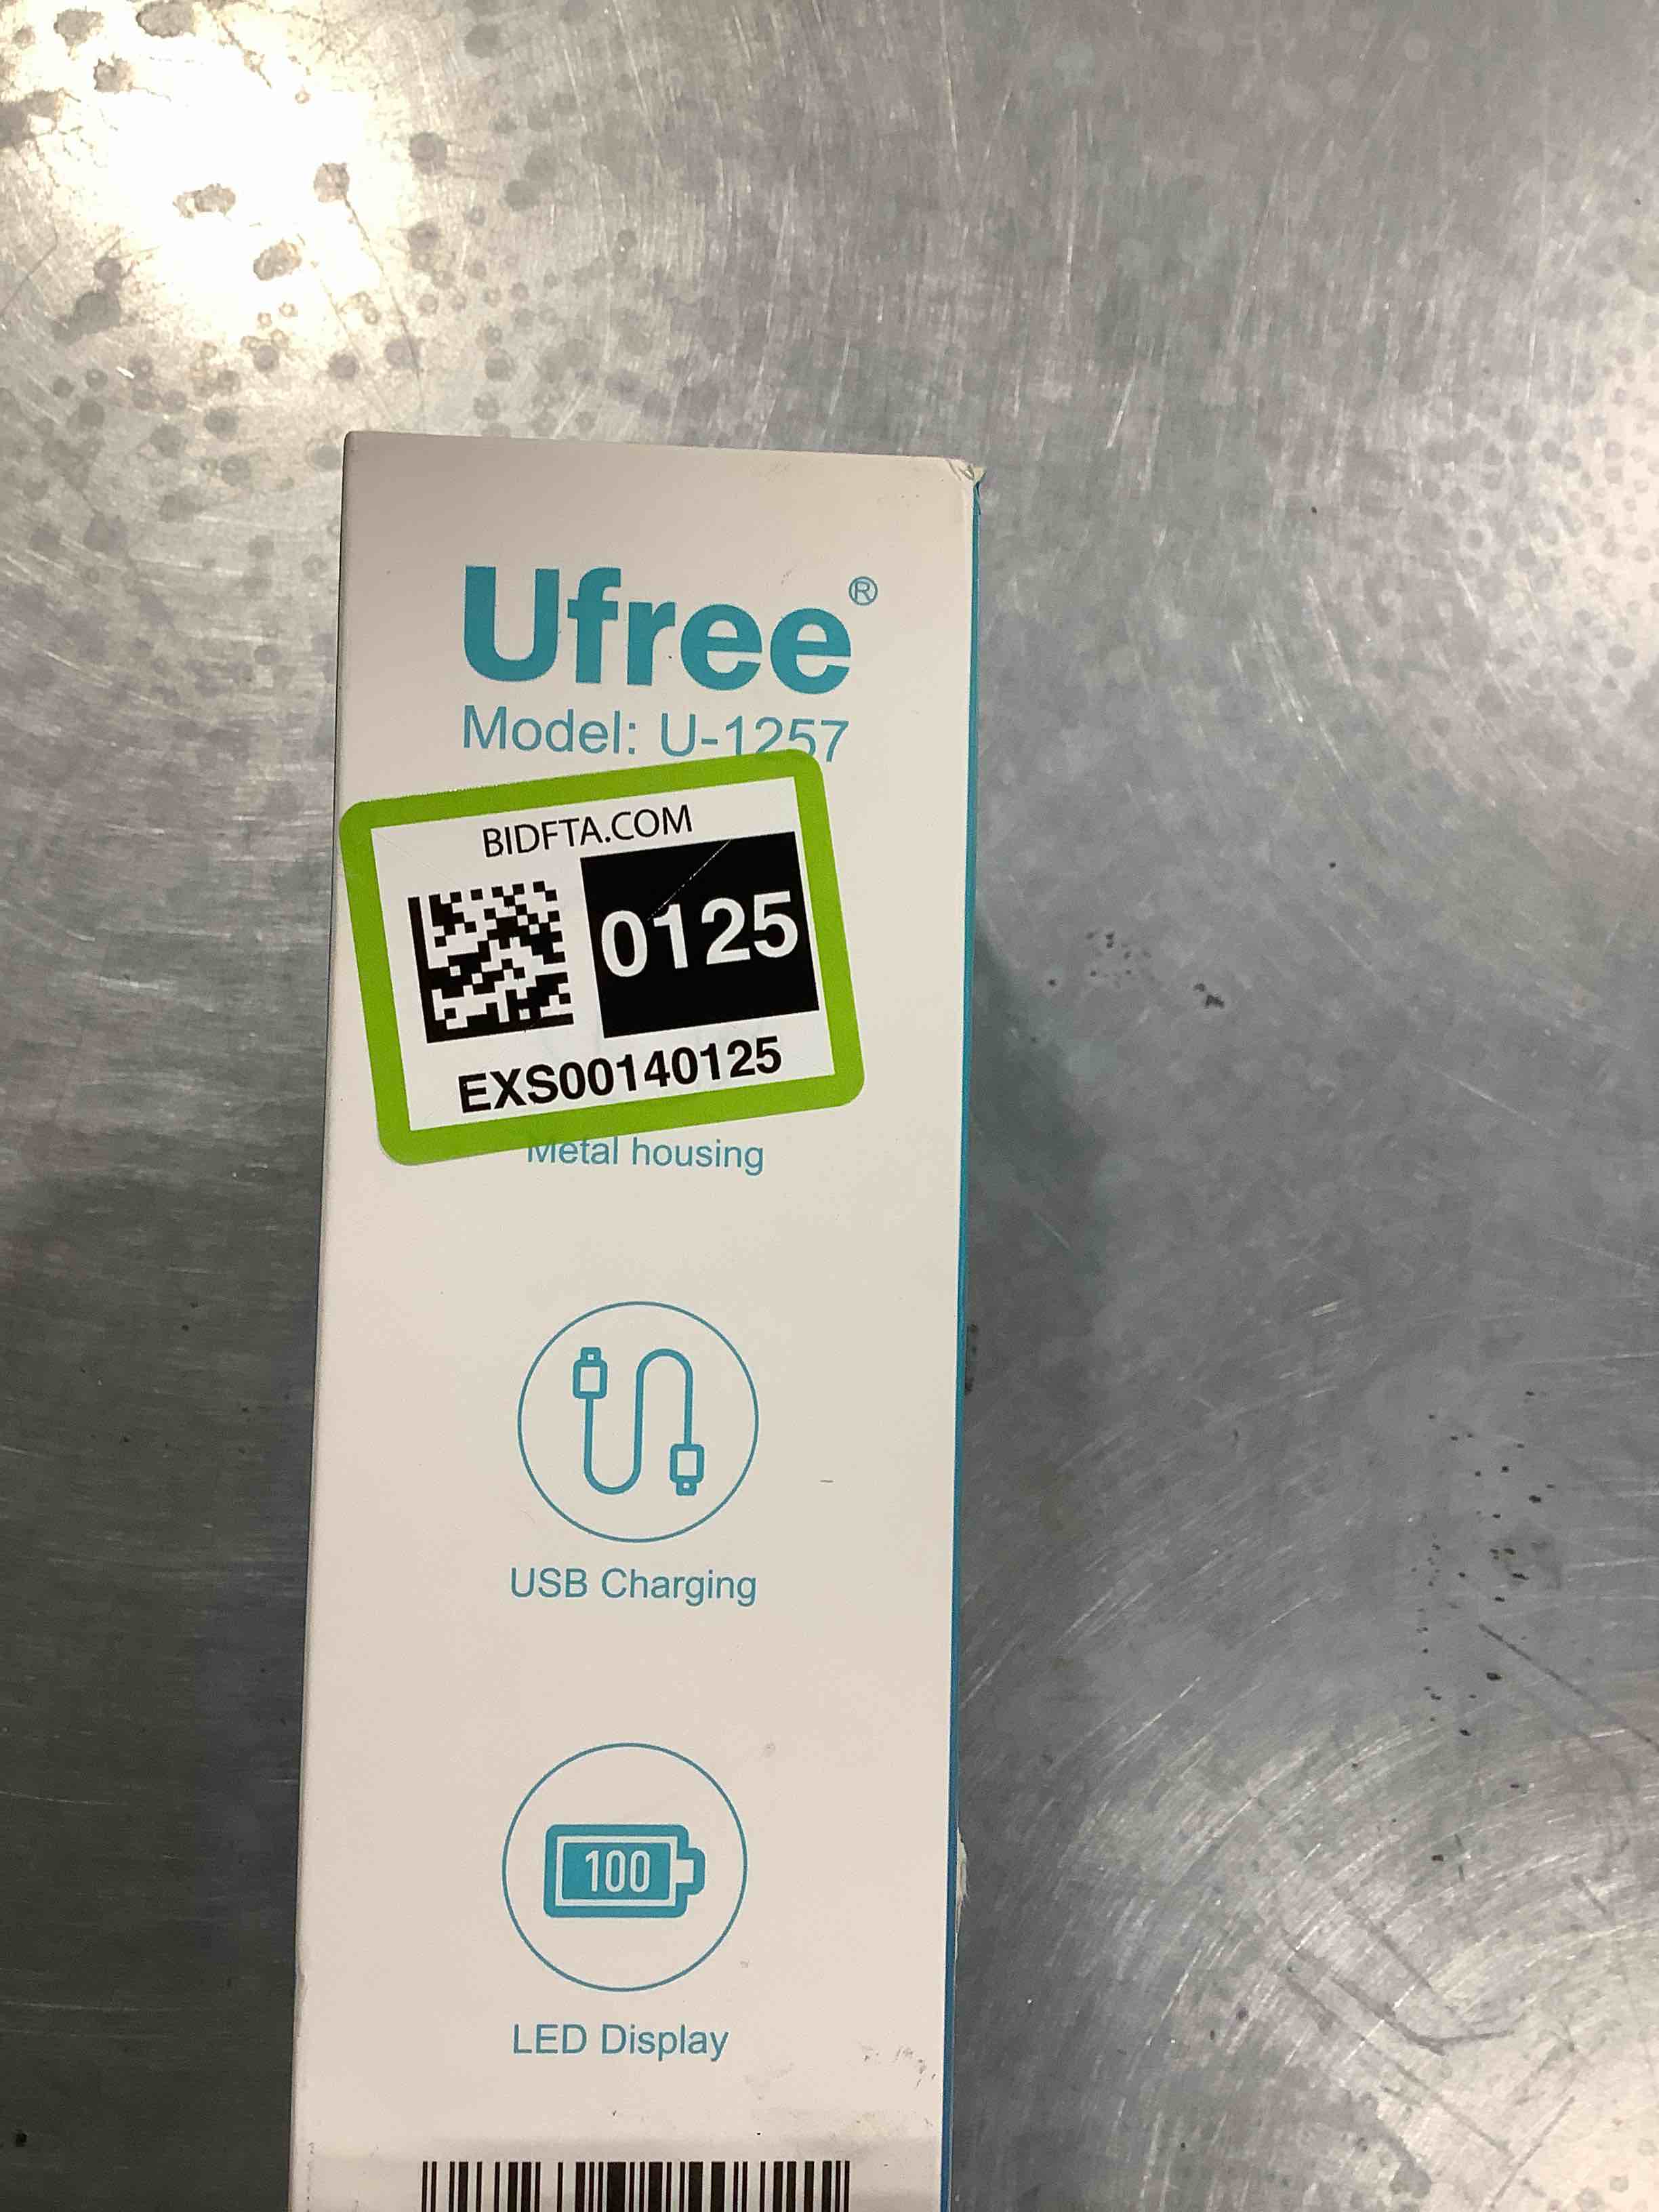 Ufree®
Model: U-1257
BIDFTA.COM
0125
EXS00140125
Metal housing
USB Charging
100
LED Display